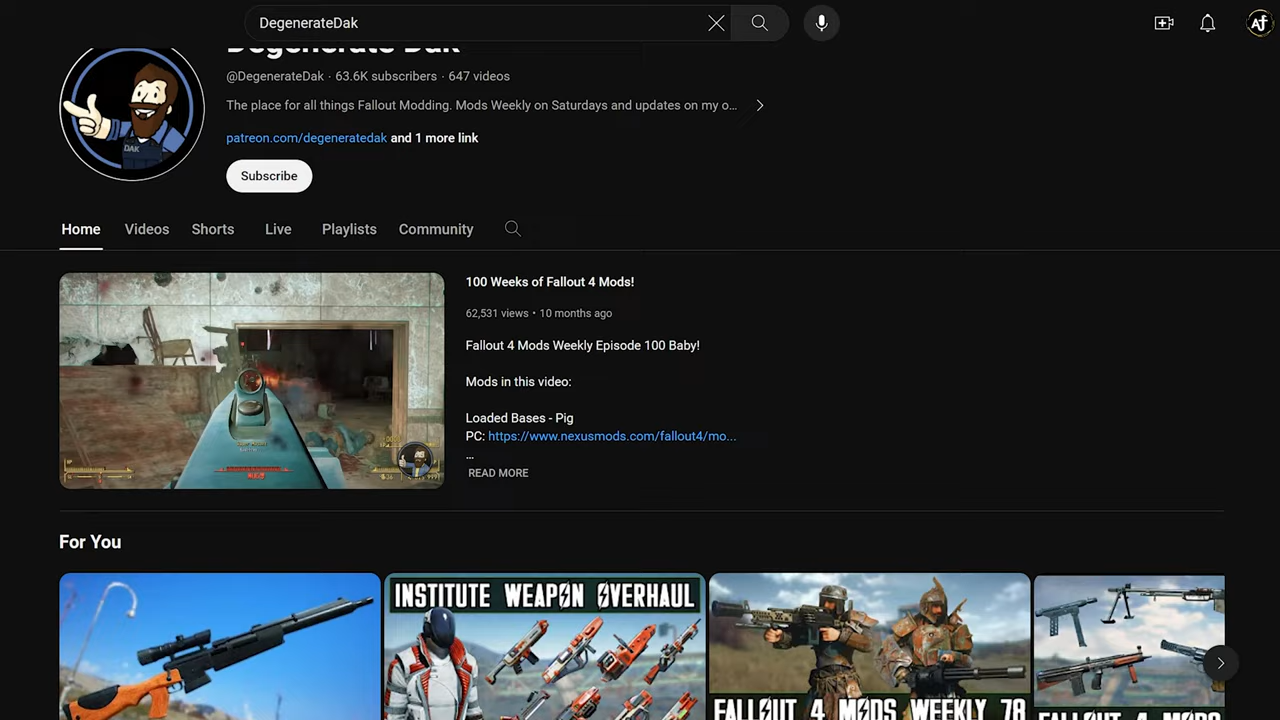 DegenerateDak
Degenerate Dak
@DegenerateDak · 63.6K subscribers · 647 videos
The place for all things Fallout Modding. Mods Weekly on Saturdays and updates on my o...
patreon.com/degeneratedak and 1 more link
Subscribe
Home Videos Shorts Live Playlists Community
100 Weeks of Fallout 4 Mods!
62,531 views • 10 months ago
Fallout 4 Mods Weekly Episode 100 Baby!
Mods in this video:
Loaded Bases - Pig
PC: https://www.nexusmods.com/fallout4/mo...
...
READ MORE
For You
INSTITUTE WEAPON OVERHAUL
FALLOUT 4 MODS WEEKLY 78
DAK
AJ